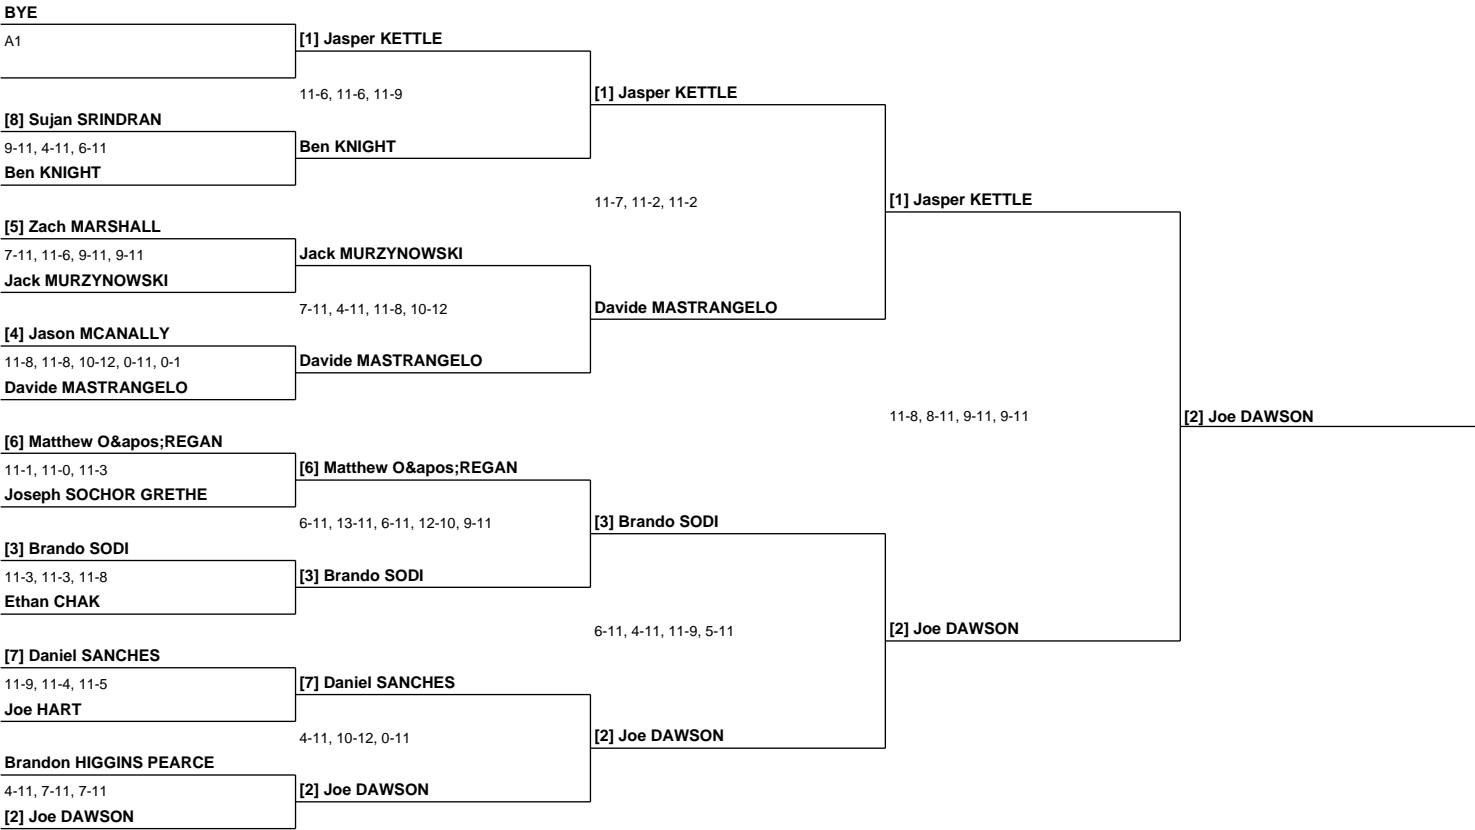 BYE
A1
[8] Sujan SRINDRAN
9-11, 4-11, 6-11
Ben KNIGHT
[5] Zach MARSHALL
7-11, 11-6, 9-11, 9-11
Jack MURZYNOWSKI
[4] Jason MCANALLY
11-8, 11-8, 10-12, 0-11, 0-1
Davide MASTRANGELO
[6] Matthew O&apos;REGAN
11-1, 11-0, 11-3
Joseph SOCHOR GRETHE
[3] Brando SODI
11-3, 11-3, 11-8
Ethan CHAK
[7] Daniel SANCHES
11-9, 11-4, 11-5
Joe HART
Brandon HIGGINS PEARCE
4-11, 7-11, 7-11
[2] Joe DAWSON
[1] Jasper KETTLE
11-6, 11-6, 11-9
Ben KNIGHT
Jack MURZYNOWSKI
7-11, 4-11, 11-8, 10-12
Davide MASTRANGELO
[6] Matthew O&apos;REGAN
6-11, 13-11, 6-11, 12-10, 9-11
[3] Brando SODI
[7] Daniel SANCHES
4-11, 10-12, 0-11
[2] Joe DAWSON
[1] Jasper KETTLE
11-7, 11-2, 11-2
Davide MASTRANGELO
[3] Brando SODI
6-11, 4-11, 11-9, 5-11
[2] Joe DAWSON
[1] Jasper KETTLE
11-8, 8-11, 9-11, 9-11
[2] Joe DAWSON
[2] Joe DAWSON